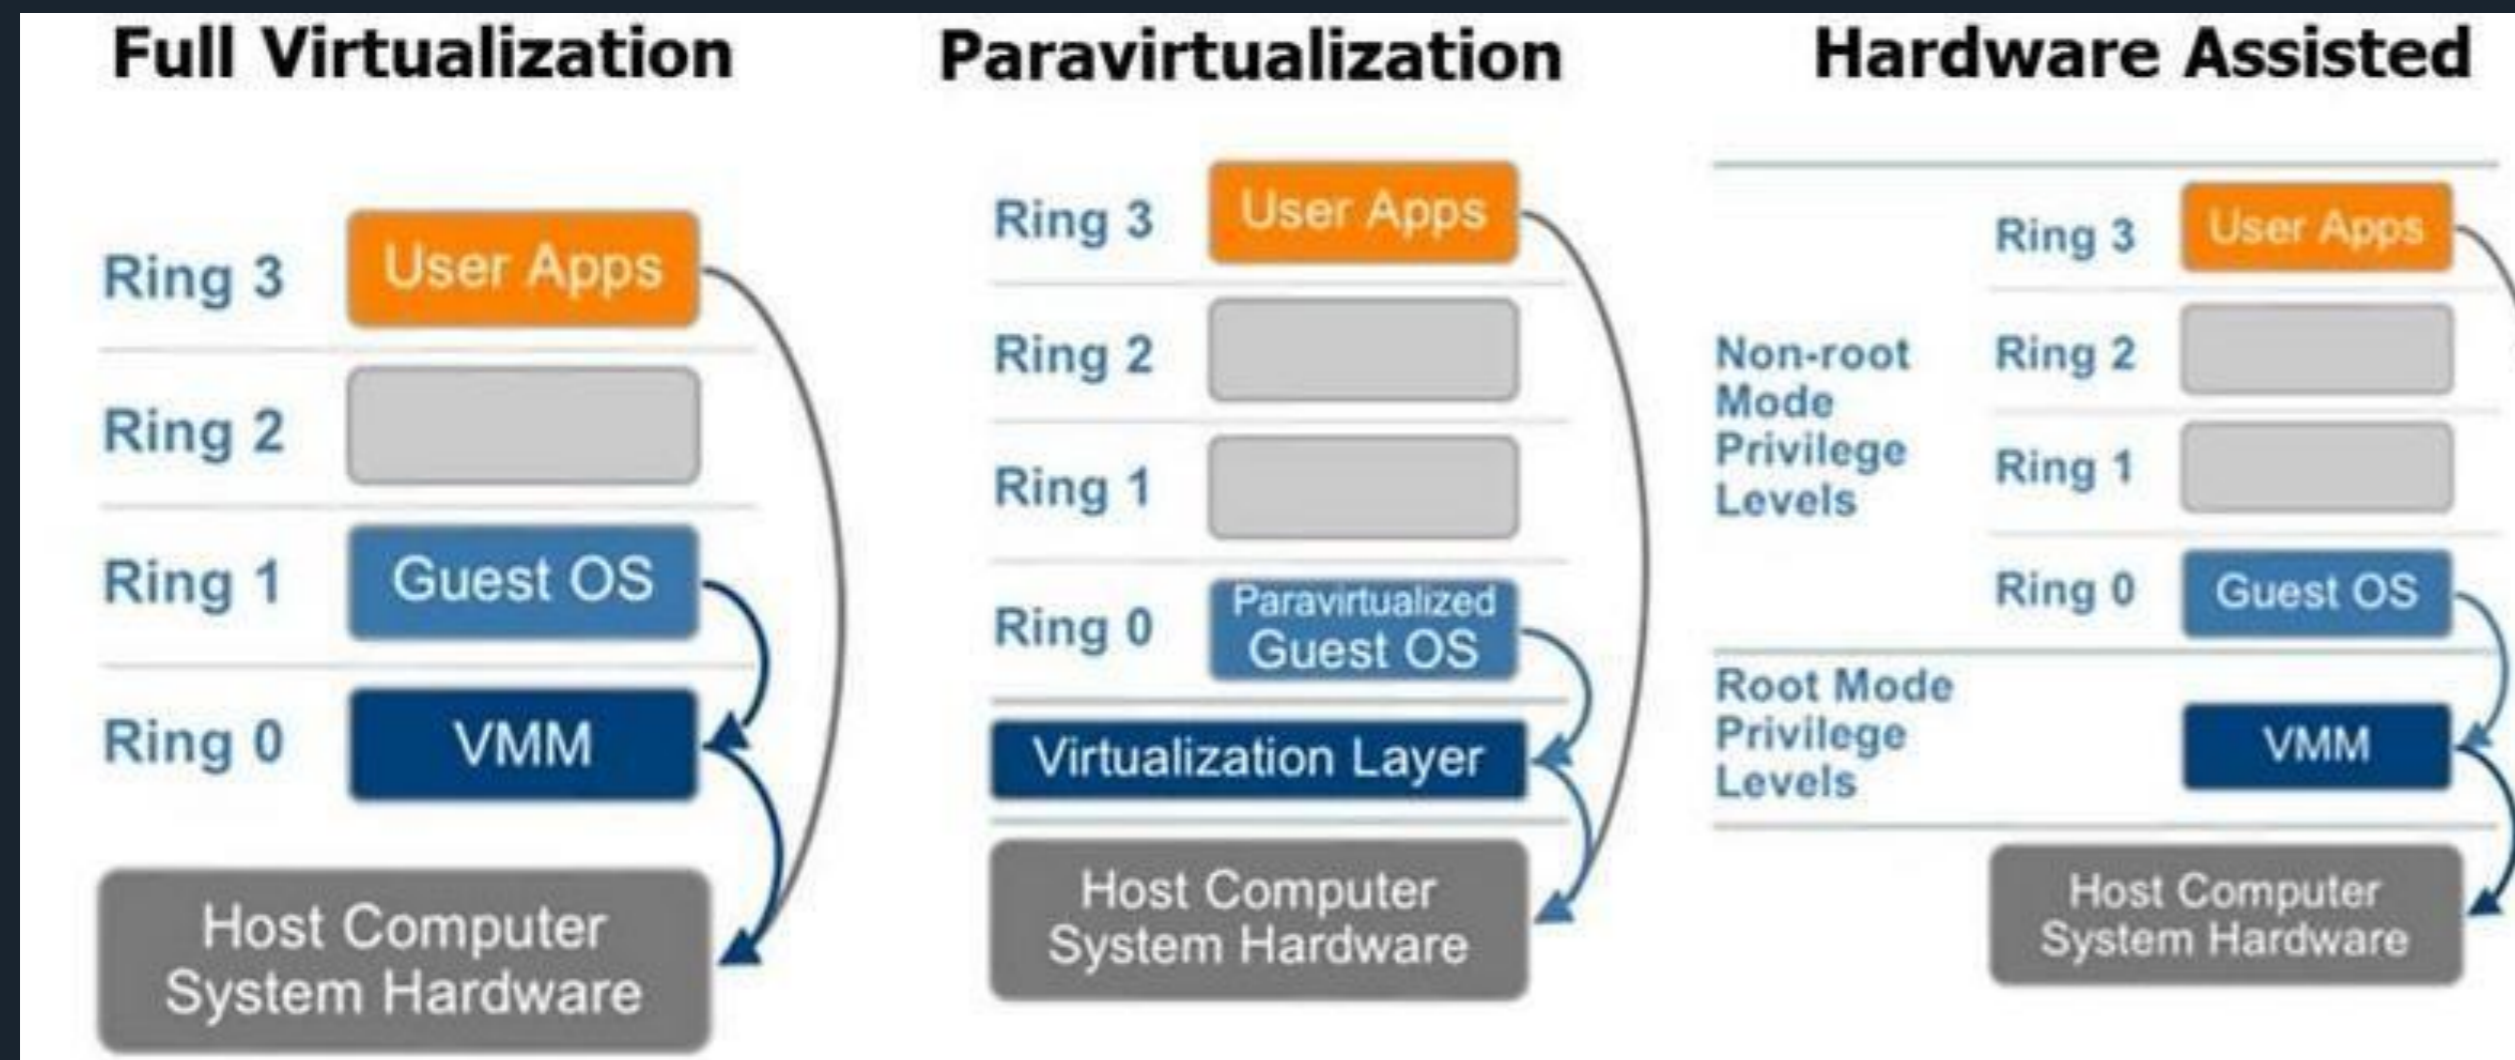 Full Virtualization
Ring 3
User Apps
Ring 2
Ring 1
Guest OS
Ring 0
VMM
Host Computer
System Hardware
Paravirtualization
Ring 3
User Apps
Ring 2
Ring 1
Ring 0
Paravirtualized
Guest OS
Virtualization Layer
Host Computer
System Hardware
Hardware Assisted
Non-root
Mode
Privilege
Levels
Ring 3
User Apps
Ring 2
Ring 1
Ring 0
Guest OS
Root Mode
Privilege
Levels
VMM
Host Computer
System Hardware